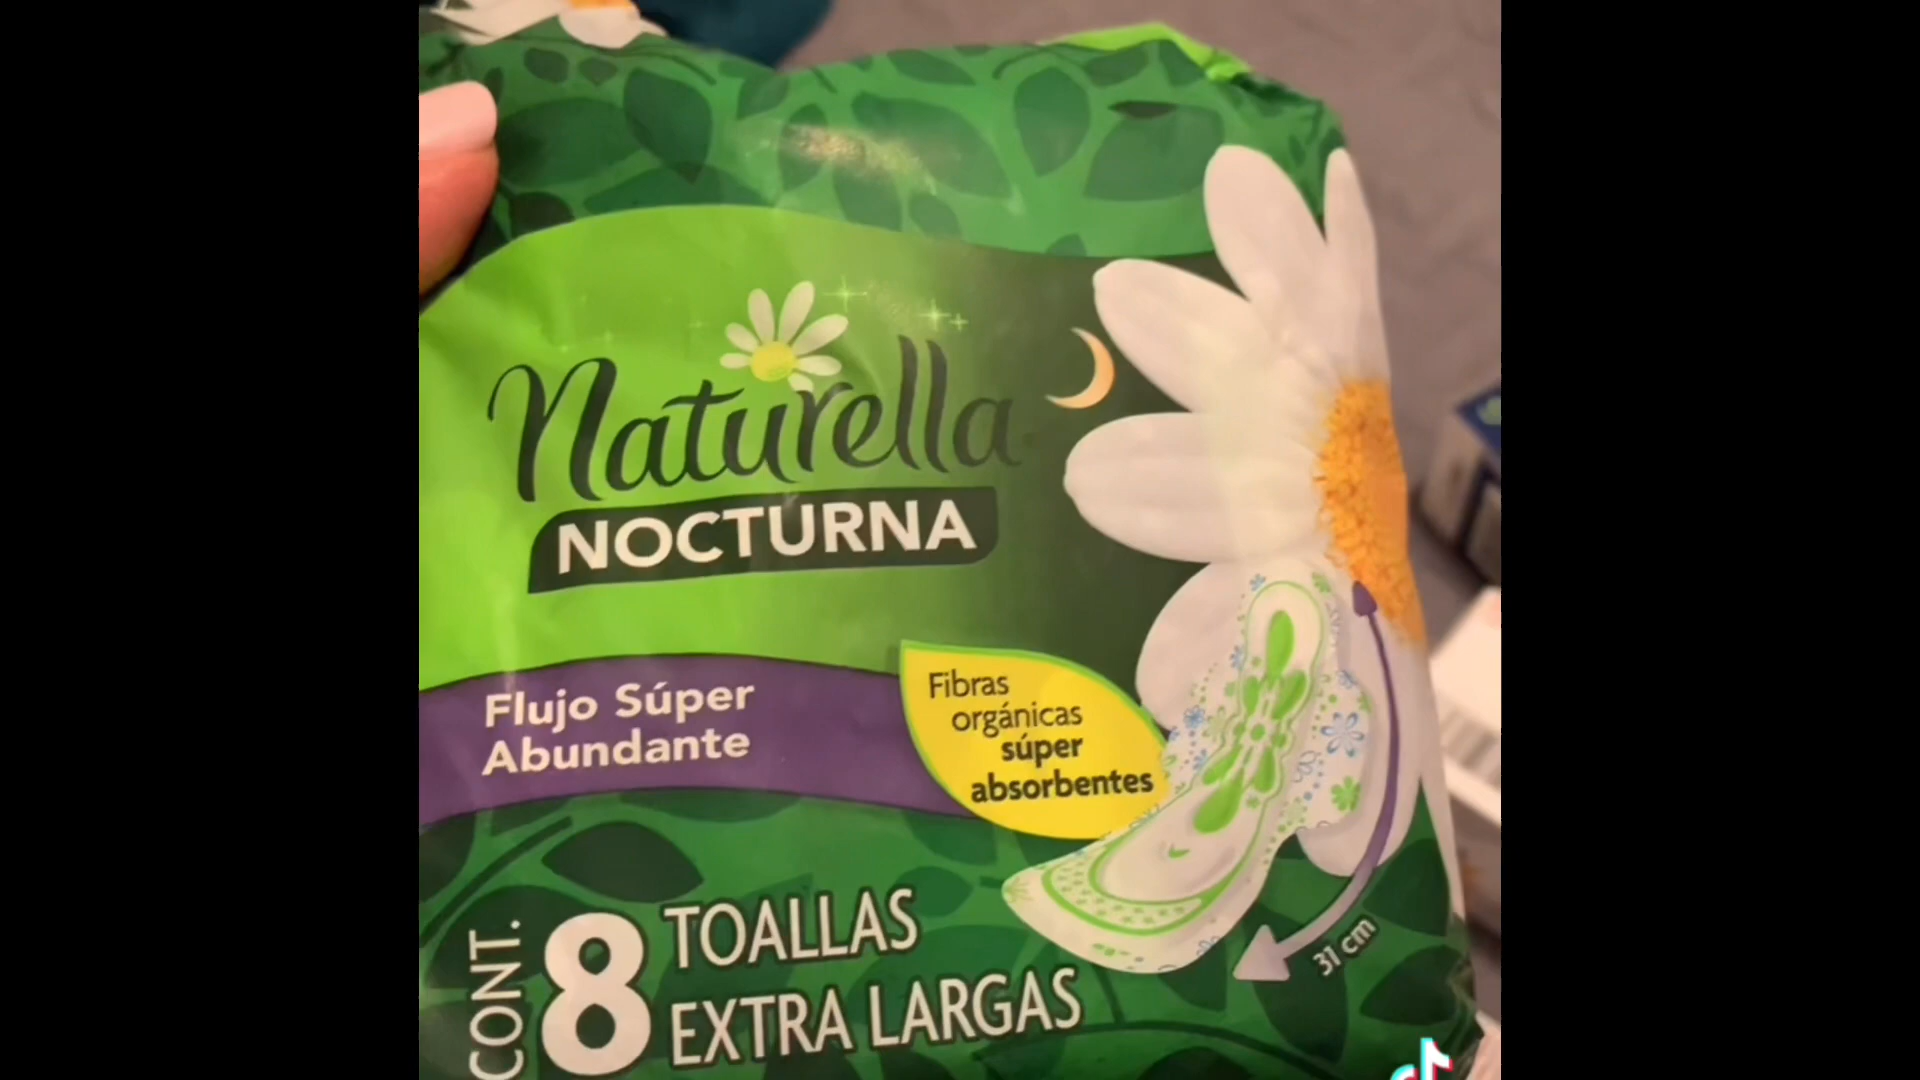 Naturella
NOCTURNA
Flujo Súper
Abundante
Fibras
orgánicas
súper
absorbentes
CONT. 8 TOALLAS
EXTRA LARGAS
31 cm